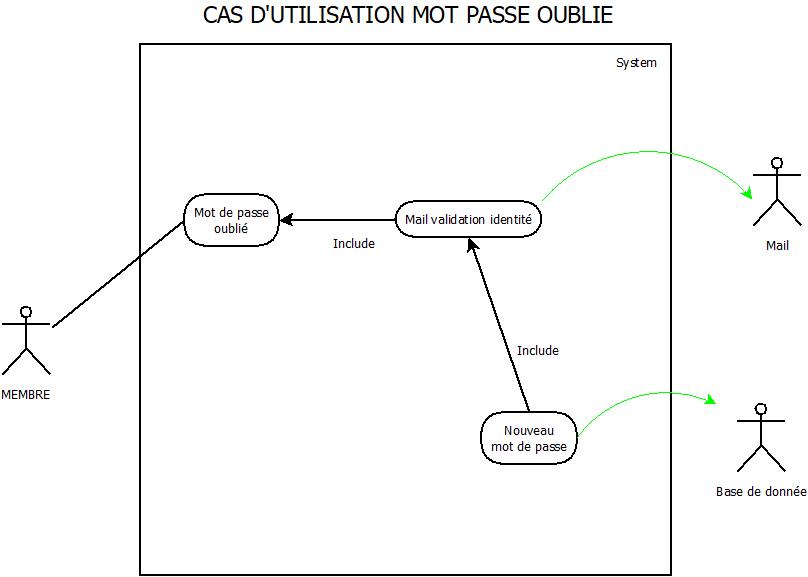 CAS D'UTILISATION MOT PASSE OUBLIE
System
Mot de passe
oublié
Mail validation identité
Include
Mail
MEMBRE
Include
Nouveau
mot de passe
Base de donnée